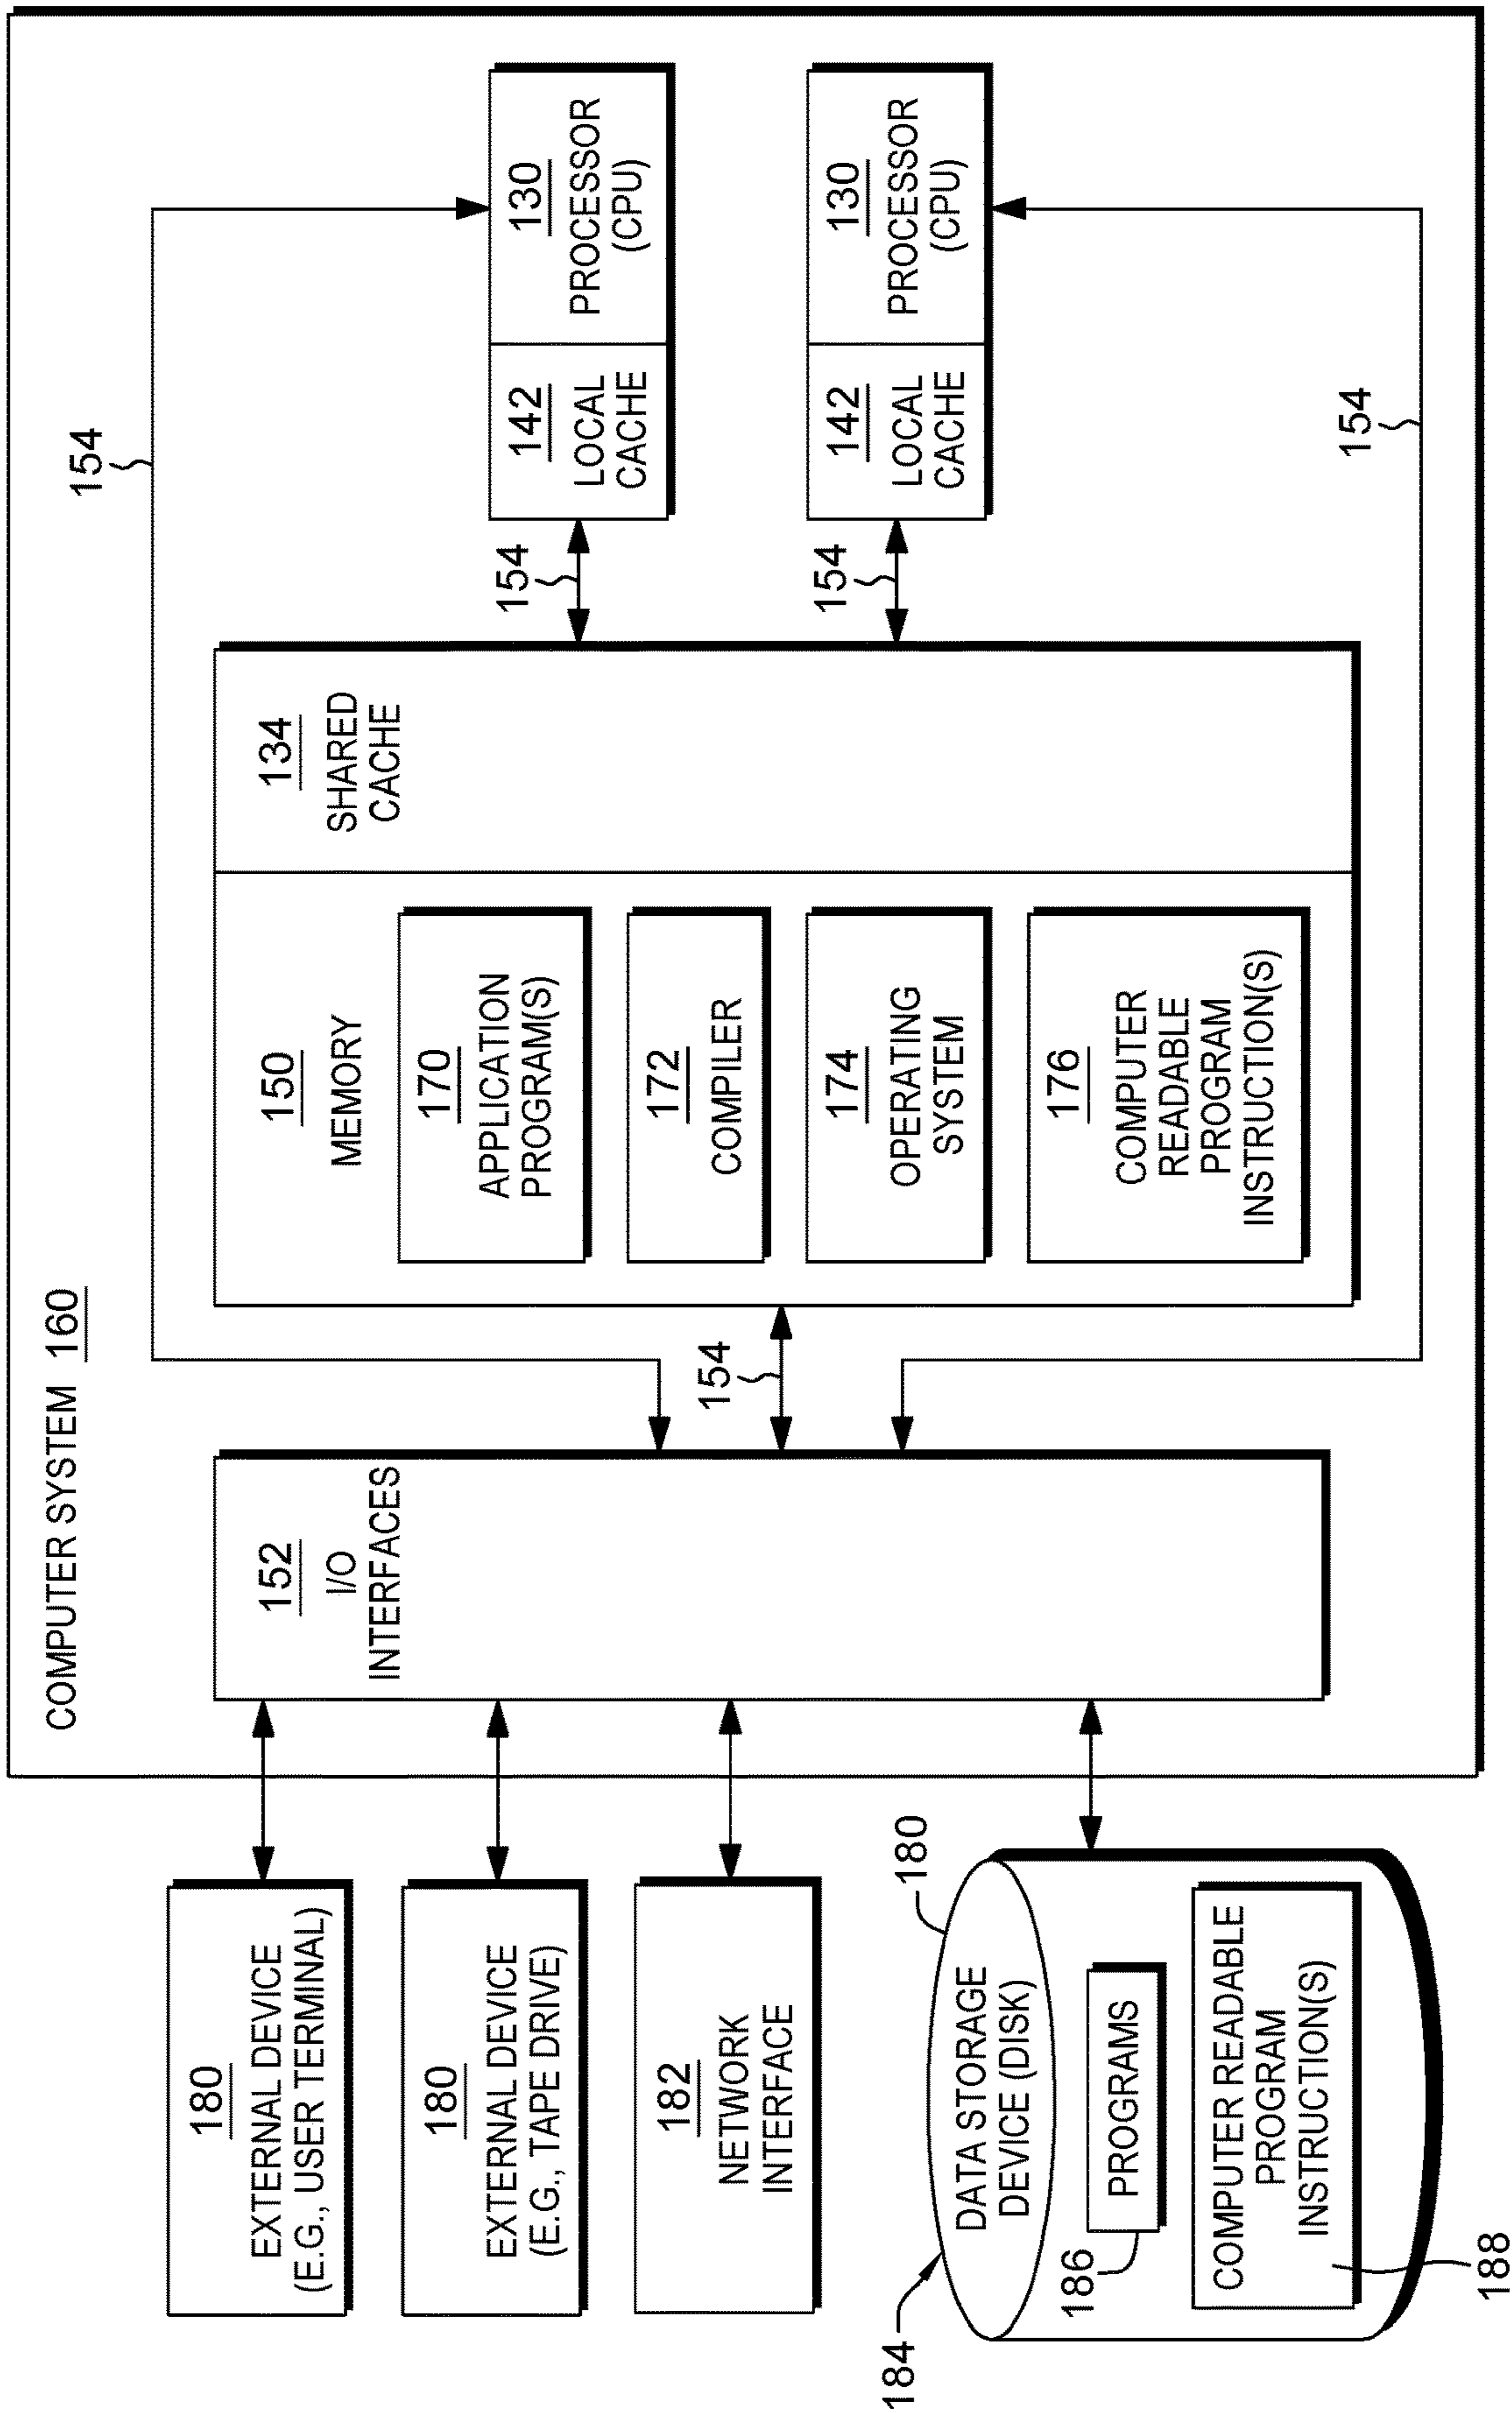 COMPUTER SYSTEM 160
154
180
EXTERNAL DEVICE
(E.G., USER TERMINAL)
180
EXTERNAL DEVICE
(E.G., TAPE DRIVE)
182
NETWORK
INTERFACE
184
180
DATA STORAGE
DEVICE (DISK)
186
PROGRAMS
COMPUTER READABLE
PROGRAM
INSTRUCTION(S)
188
152
I/O
INTERFACES
154
150
MEMORY
170
APPLICATION
PROGRAM(S)
172
COMPILER
174
OPERATING
SYSTEM
176
COMPUTER
READABLE
PROGRAM
INSTRUCTION(S)
134
SHARED
CACHE
154
154
142
LOCAL
CACHE
130
PROCESSOR
(CPU)
142
LOCAL
CACHE
130
PROCESSOR
(CPU)
154